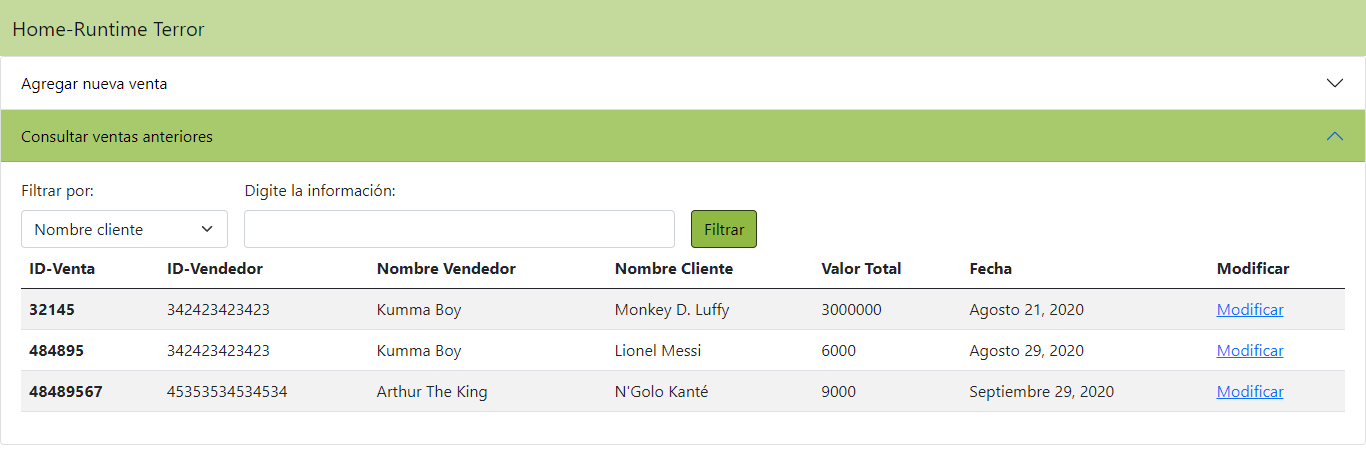 Home-Runtime Terror
Agregar nueva venta
Consultar ventas anteriores
Filtrar por: Digite la información:
Nombre cliente Filtrar
ID-Venta ID-Vendedor Nombre Vendedor Nombre Cliente Valor Total Fecha Modificar
32145 342423423423 Kumma Boy Monkey D. Luffy 3000000 Agosto 21, 2020 Modificar
484895 342423423423 Kumma Boy Lionel Messi 6000 Agosto 29, 2020 Modificar
48489567 45353534534534 Arthur The King N'Golo Kanté 9000 Septiembre 29, 2020 Modificar